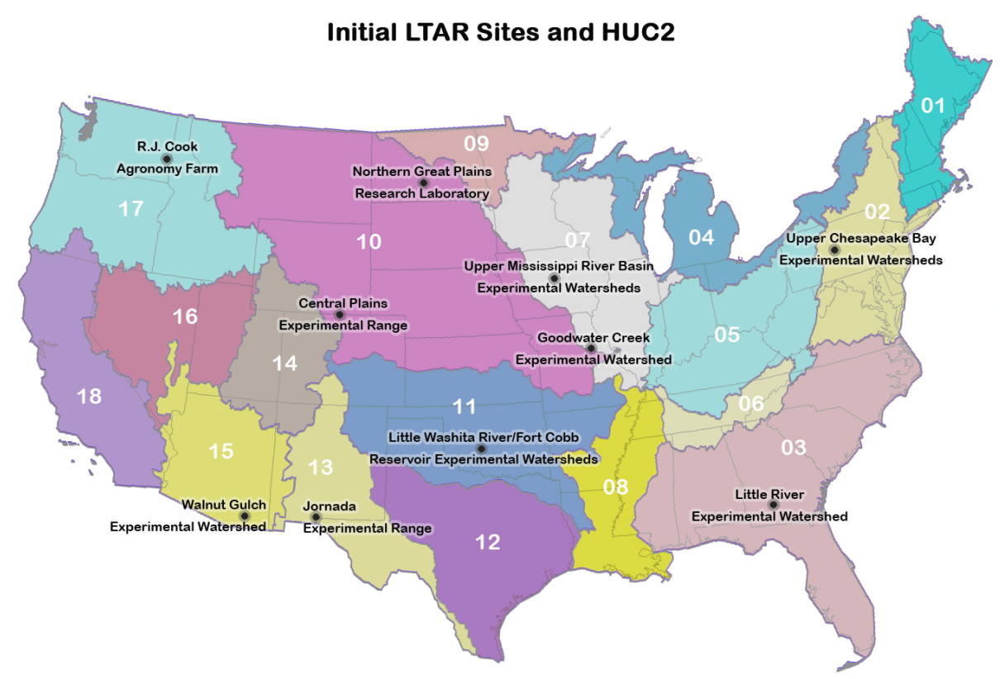 Initial LTAR Sites and HUC2
01
R.J. Cook
Agronomy Farm
09
Northern Great Plains
Research Laboratory
17
02
04
10
07
Upper Chesapeake Bay
Experimental Watersheds
Upper Mississippi River Basin
Experimental Watersheds
Central Plains
Experimental Range
16
05
Goodwater Creek
Experimental Watershed
14
18
11
06
Little Washita River/Fort Cobb
Reservoir Experimental Watersheds
15
03
13
08
Little River
Experimental Watershed
Walnut Gulch
Experimental Watershed
Jornada
Experimental Range
12